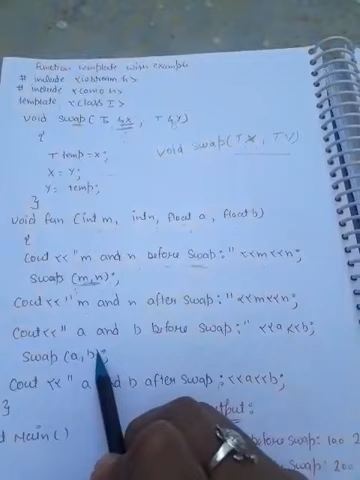 Function template with example
# include <iostream.h>
# include <conio.h>
template <class T>
void swap( T &x, T &y)
void swap(T x, T y)
{
T temp = x;
x = y;
y = temp;
}
void fun (int m, int n, float a, float b)
{
Cout << "m and n before swap:" <<m<<n;
Swap (m,n);
Cout << "m and n after swap:" <<m<<n;
Cout<< " a and b before swap:" <<a<<b;
Swap (a,b);
Cout << " a b after swap:<<a<<b;
}
Main()
before swap: 100 2
swap: 200